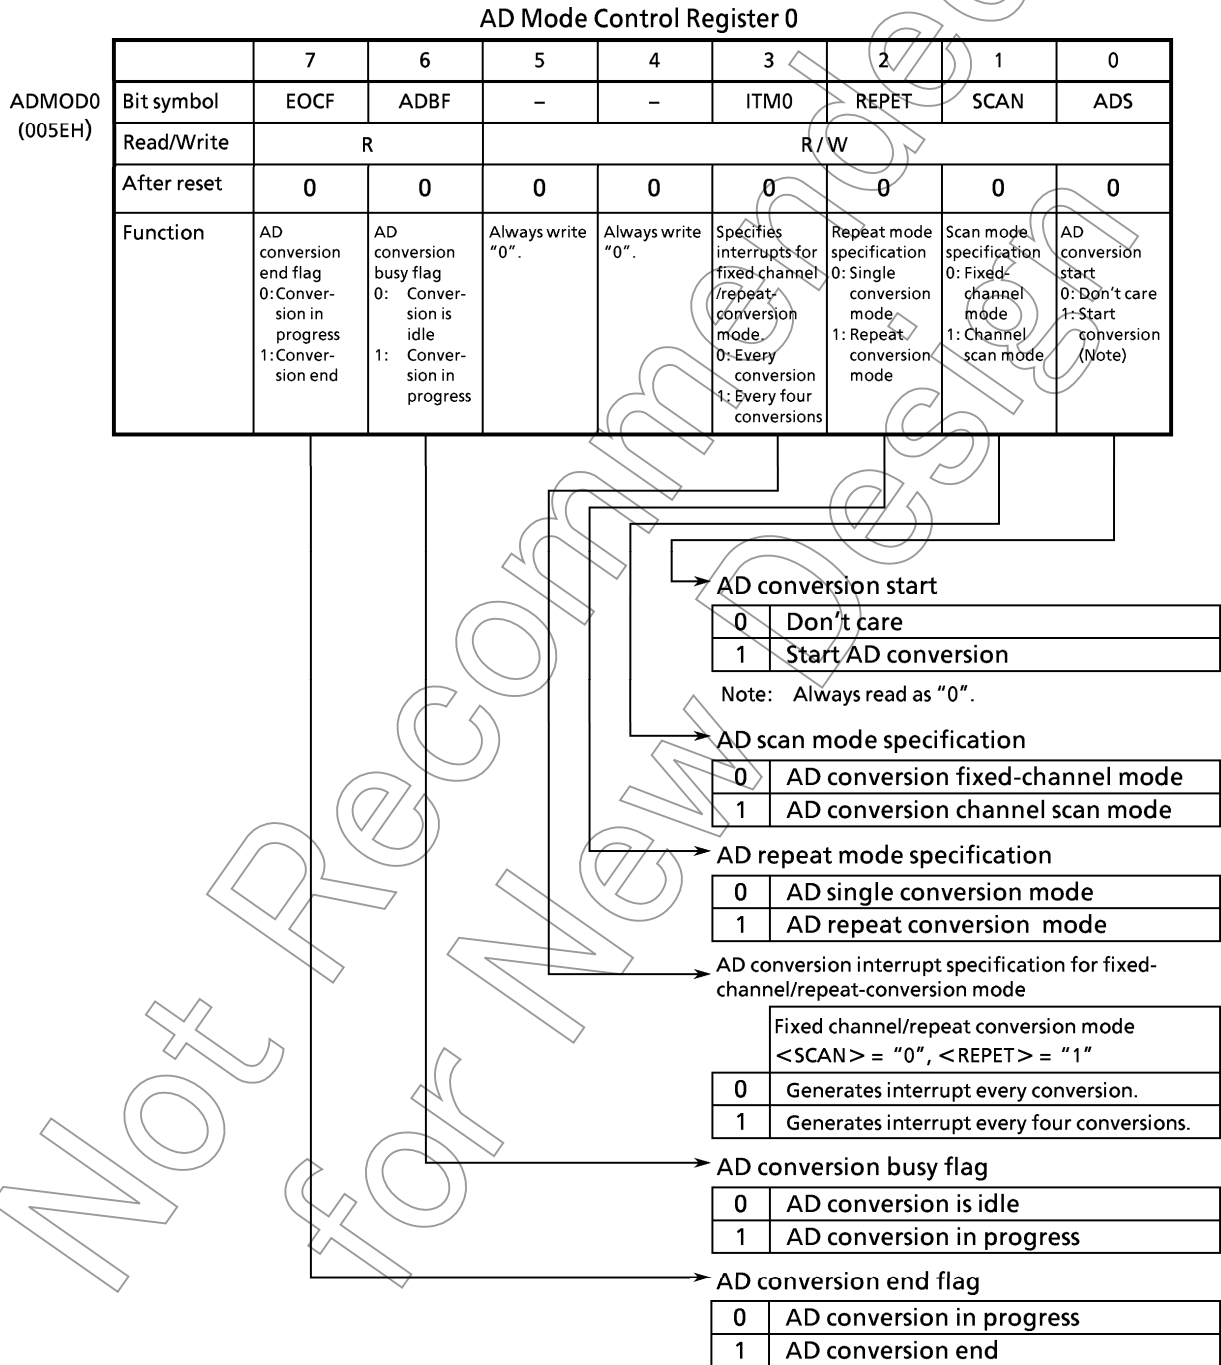 AD Mode Control Register 0
7 6 5 4 3 2 1 0
ADMOD0
(005EH)
Bit symbol EOCF ADBF – – ITM0 REPET SCAN ADS
Read/Write R R / W
After reset 0 0 0 0 0 0 0 0
Function
AD
conversion
end flag
0: Conver-
sion in
progress
1: Conver-
sion end
AD
conversion
busy flag
0: Conver-
sion is
idle
1: Conver-
sion in
progress
Always write
"0".
Always write
"0".
Specifies
interrupts for
fixed channel
/repeat-
conversion
mode.
0: Every
conversion
1: Every four
conversions
Repeat mode
specification
0: Single
conversion
mode
1: Repeat
conversion
mode
Scan mode
specification
0: Fixed-
channel
mode
1: Channel
scan mode
AD
conversion
start
0: Don't care
1: Start
conversion
(Note)
AD conversion start
0 Don't care
1 Start AD conversion
Note: Always read as "0".
AD scan mode specification
0 AD conversion fixed-channel mode
1 AD conversion channel scan mode
AD repeat mode specification
0 AD single conversion mode
1 AD repeat conversion mode
AD conversion interrupt specification for fixed-
channel/repeat-conversion mode
Fixed channel/repeat conversion mode
<SCAN> = "0", <REPET> = "1"
0 Generates interrupt every conversion.
1 Generates interrupt every four conversions.
AD conversion busy flag
0 AD conversion is idle
1 AD conversion in progress
AD conversion end flag
0 AD conversion in progress
1 AD conversion end
Not Recommended
for New Design